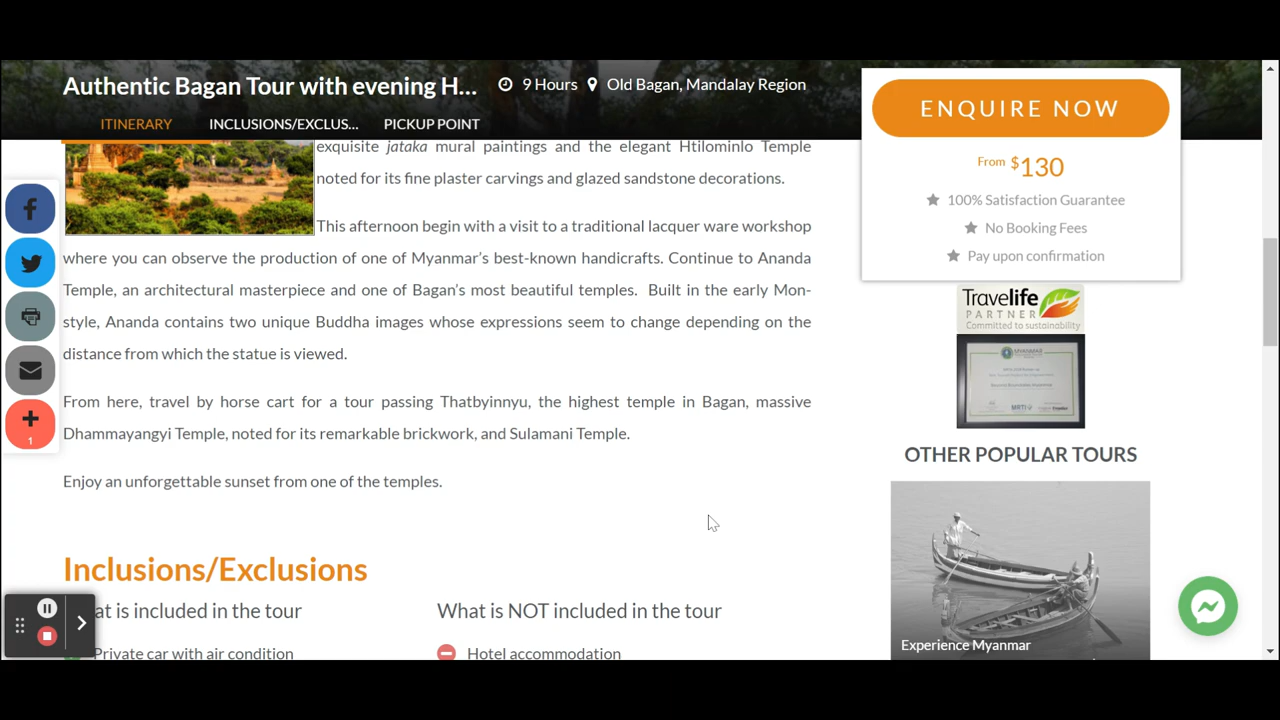 Authentic Bagan Tour with evening H...
9 Hours
Old Bagan, Mandalay Region
ITINERARY
INCLUSIONS/EXCLUS...
PICKUP POINT
exquisite jataka mural paintings and the elegant Htilominlo Temple
noted for its fine plaster carvings and glazed sandstone decorations.
This afternoon begin with a visit to a traditional lacquer ware workshop
where you can observe the production of one of Myanmar’s best-known handicrafts. Continue to Ananda
Temple, an architectural masterpiece and one of Bagan’s most beautiful temples. Built in the early Mon-
style, Ananda contains two unique Buddha images whose expressions seem to change depending on the
distance from which the statue is viewed.
From here, travel by horse cart for a tour passing Thatbyinnyu, the highest temple in Bagan, massive
Dhammayangyi Temple, noted for its remarkable brickwork, and Sulamani Temple.
Enjoy an unforgettable sunset from one of the temples.
Inclusions/Exclusions
at is included in the tour
Private car with air condition
What is NOT included in the tour
Hotel accommodation
1
ENQUIRE NOW
From $130
100% Satisfaction Guarantee
No Booking Fees
Pay upon confirmation
Travelife
PARTNER
Committed to sustainability
MYANMAR
MRTI
OTHER POPULAR TOURS
Experience Myanmar